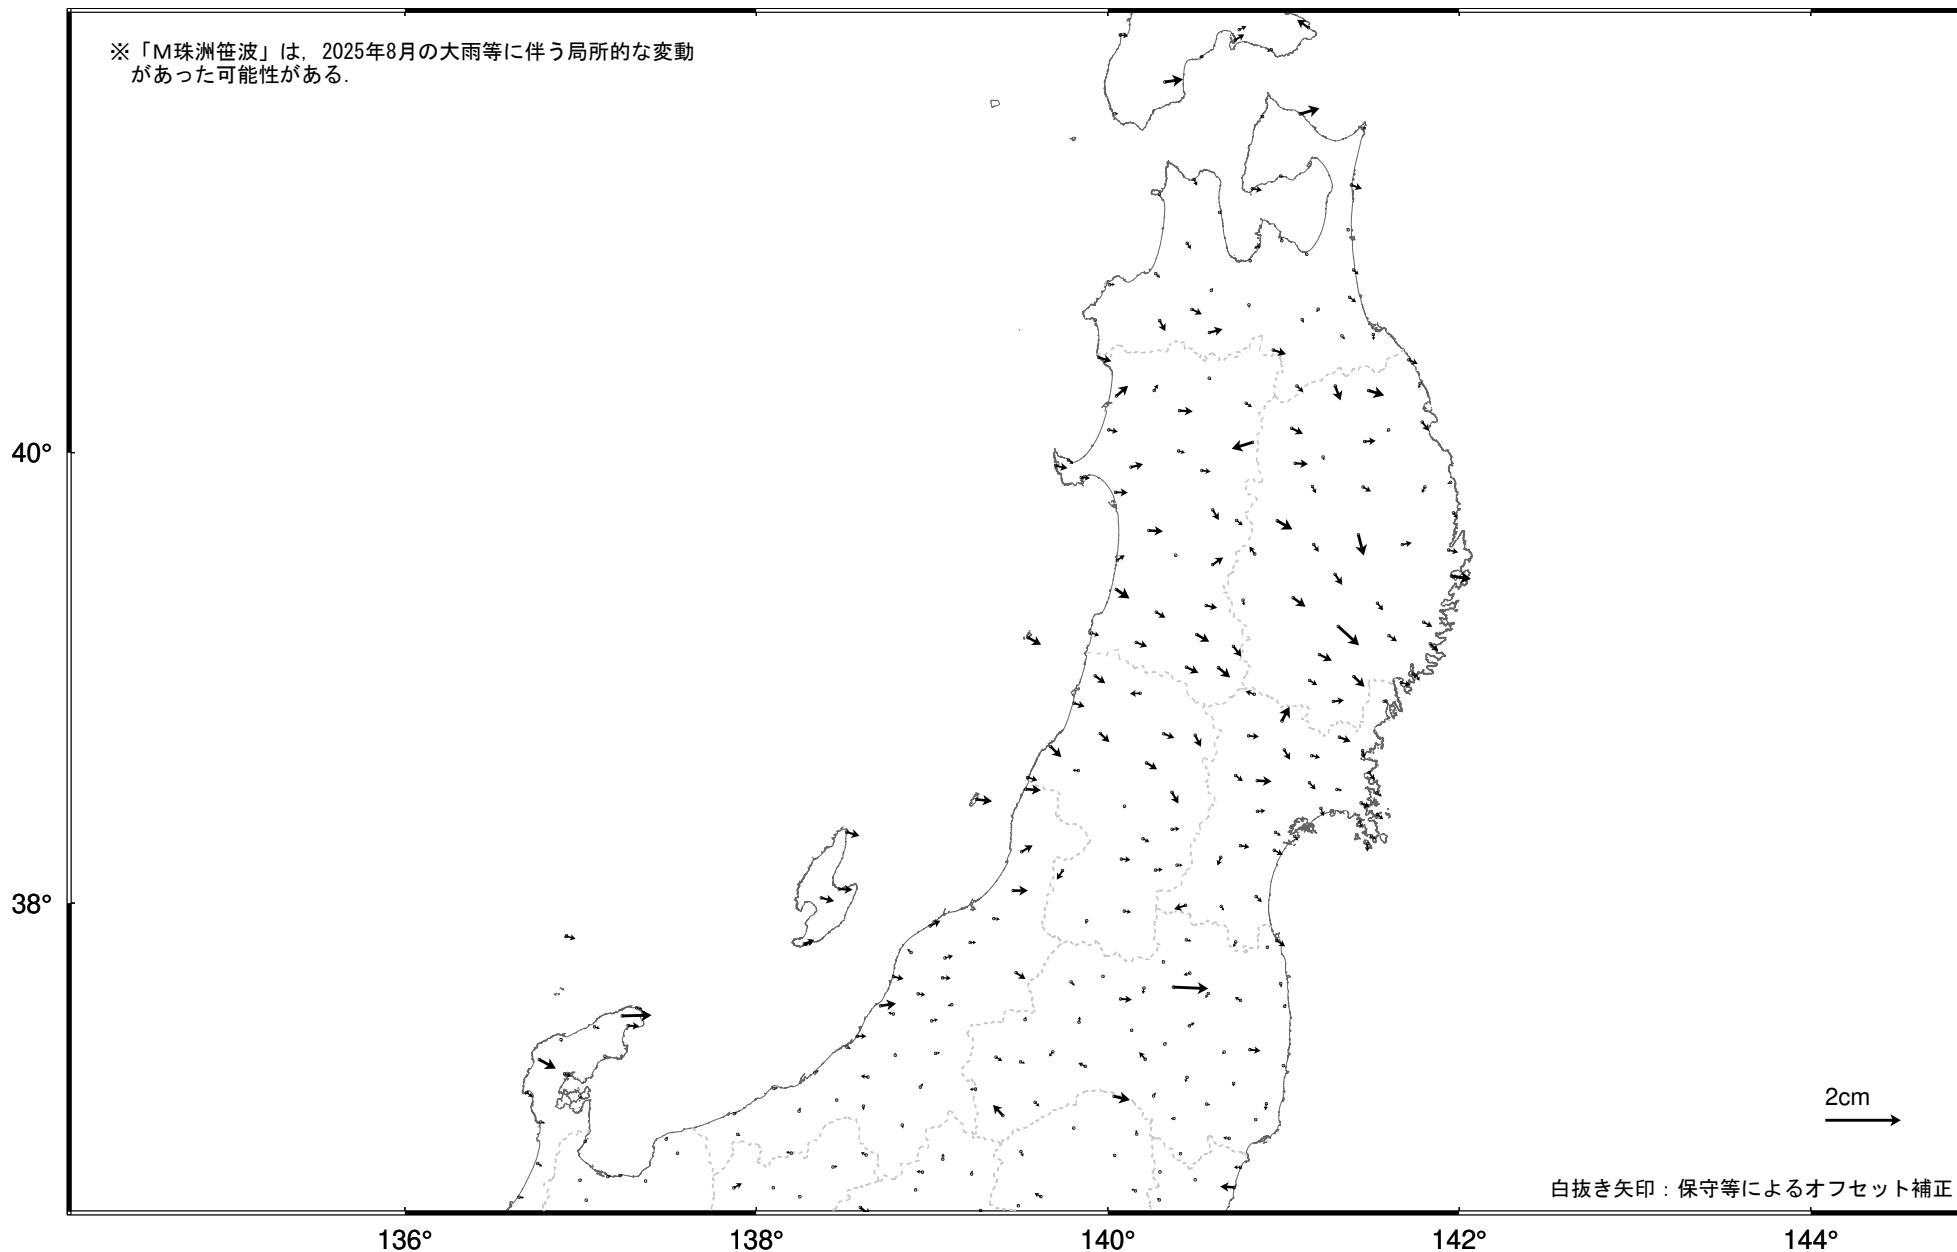 ※「Ｍ珠洲笹波」は，2025年8月の大雨等に伴う局所的な変動
があった可能性がある．
40°
38°
2cm
白抜き矢印：保守等によるオフセット補正
136°
138°
140°
142°
144°